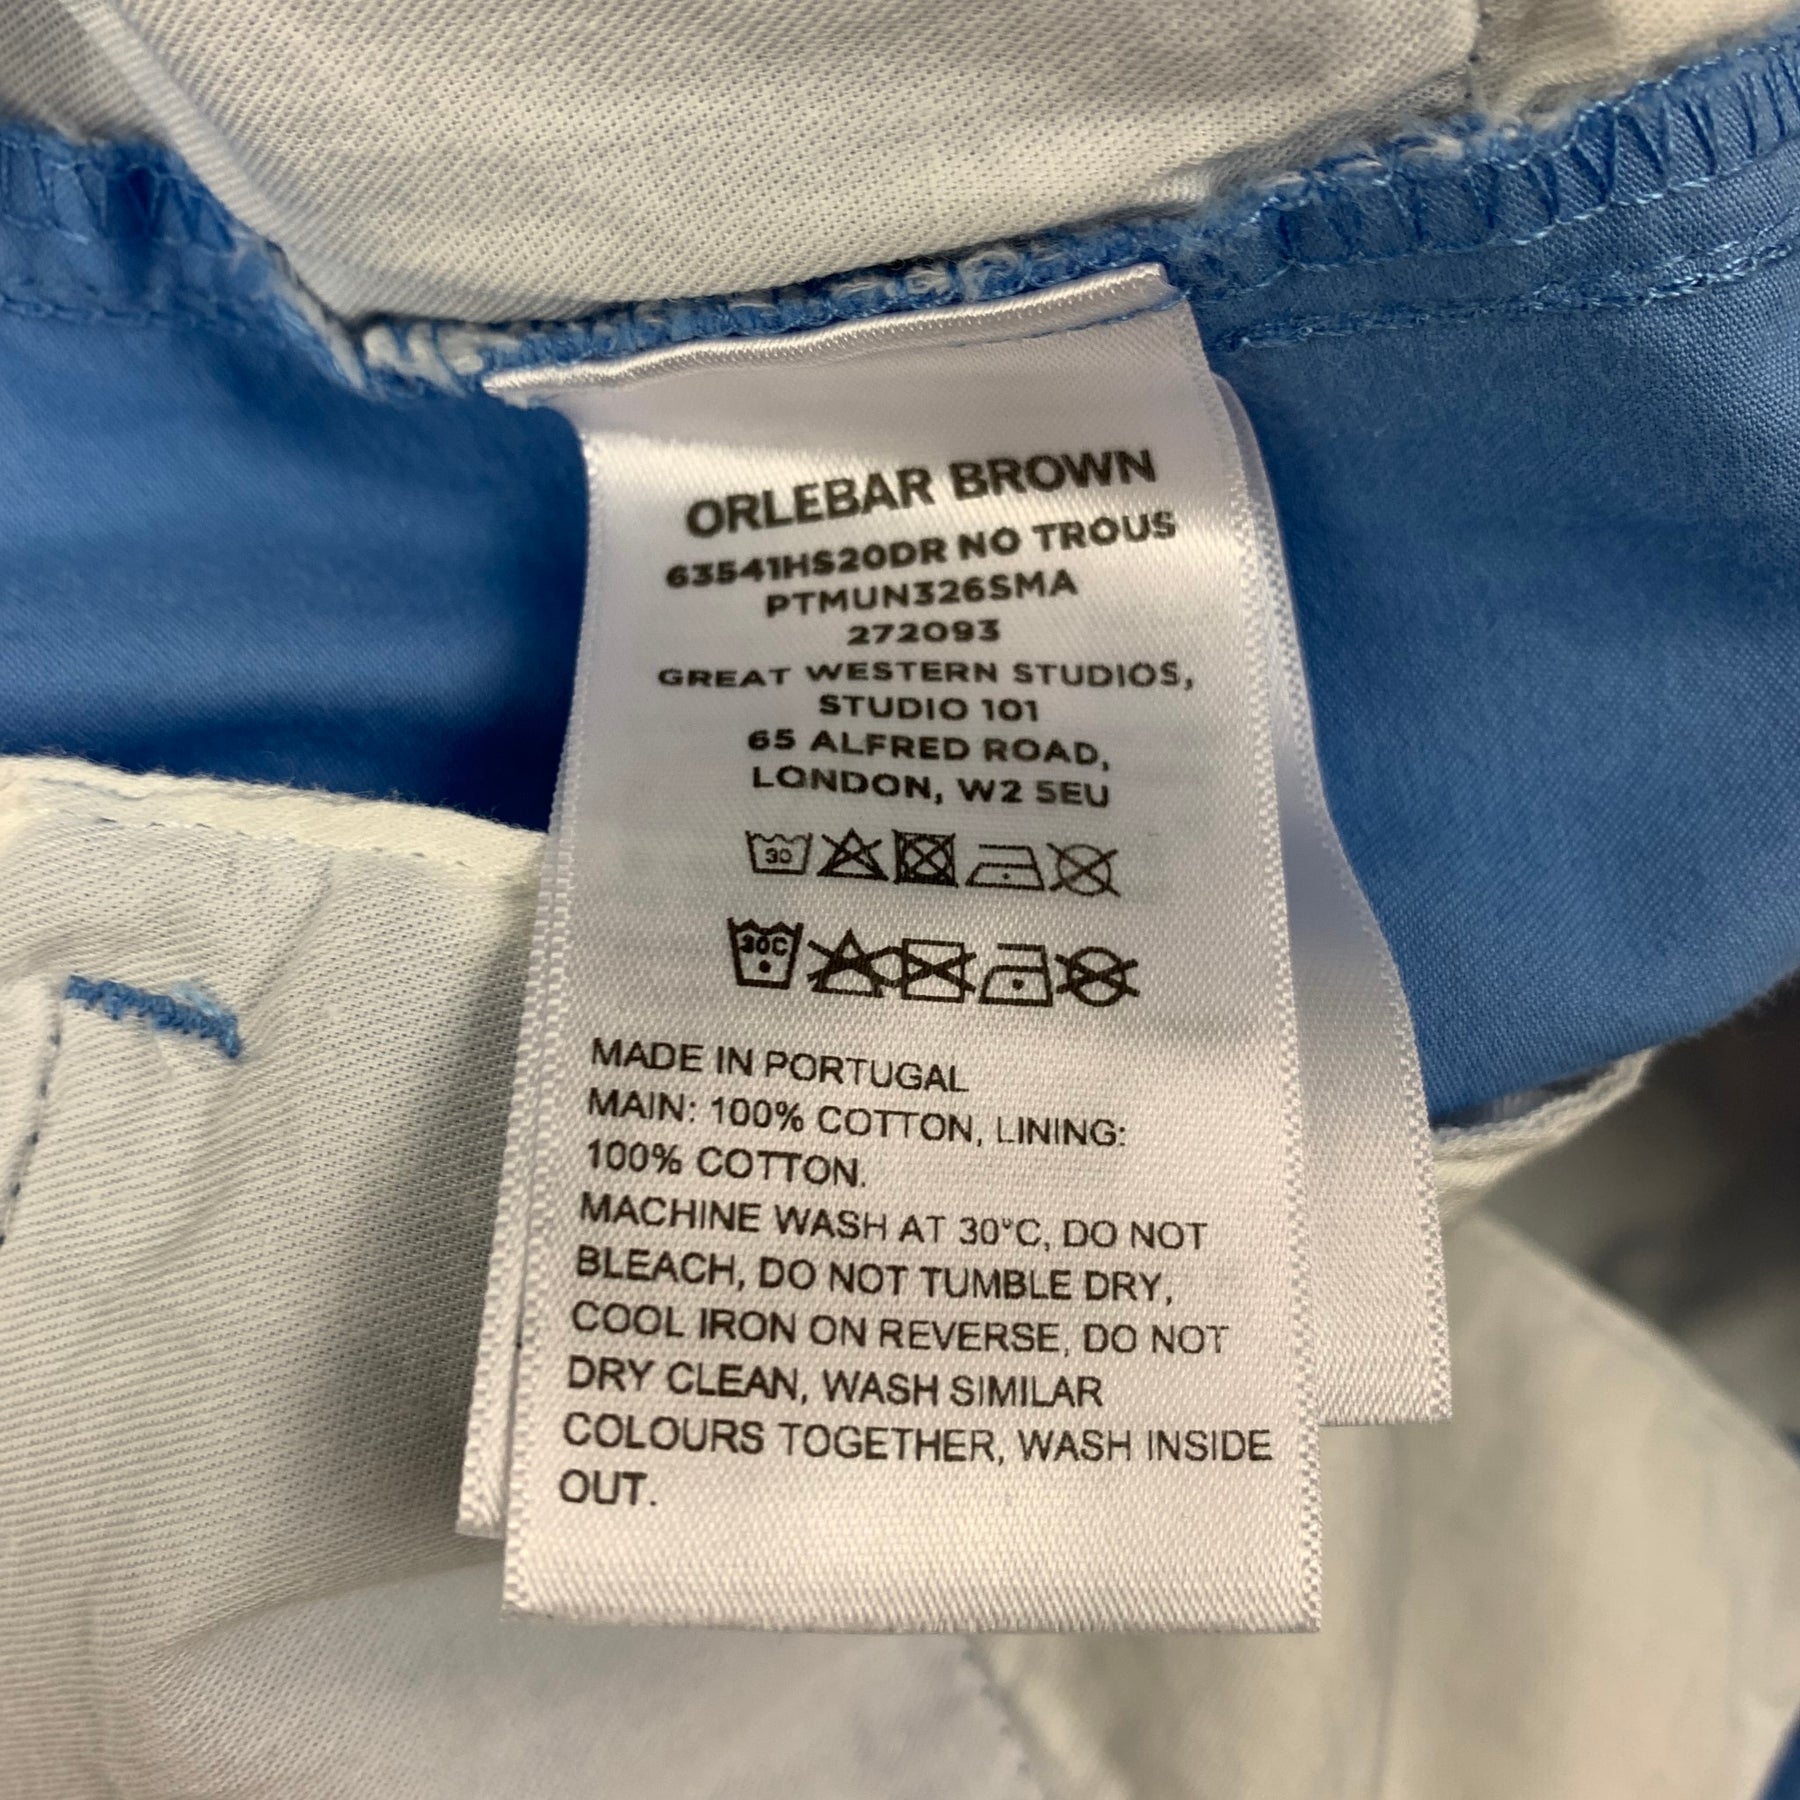 ORLEBAR BROWN
63541HS20DR NO TROUS
PTMUN326SMA
272093
GREAT WESTERN STUDIOS,
STUDIO 101
65 ALFRED ROAD,
LONDON, W2 5EU
30
30C
MADE IN PORTUGAL
MAIN: 100% COTTON, LINING:
100% COTTON.
MACHINE WASH AT 30°C, DO NOT
BLEACH, DO NOT TUMBLE DRY,
COOL IRON ON REVERSE, DO NOT
DRY CLEAN, WASH SIMILAR
COLOURS TOGETHER, WASH INSIDE
OUT.